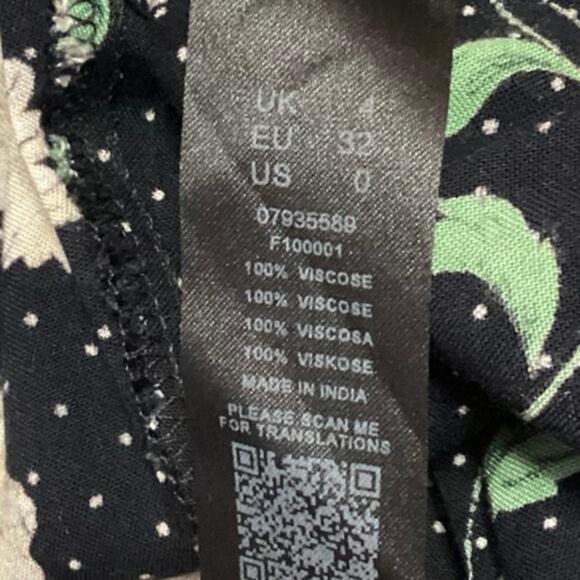 UK 4
EU 32
US 0
07935589
F100001
100% VISCOSE
100% VISCOSE
100% VISCOSA
100% VISKOSE
MADE IN INDIA
PLEASE SCAN ME
FOR TRANSLATIONS